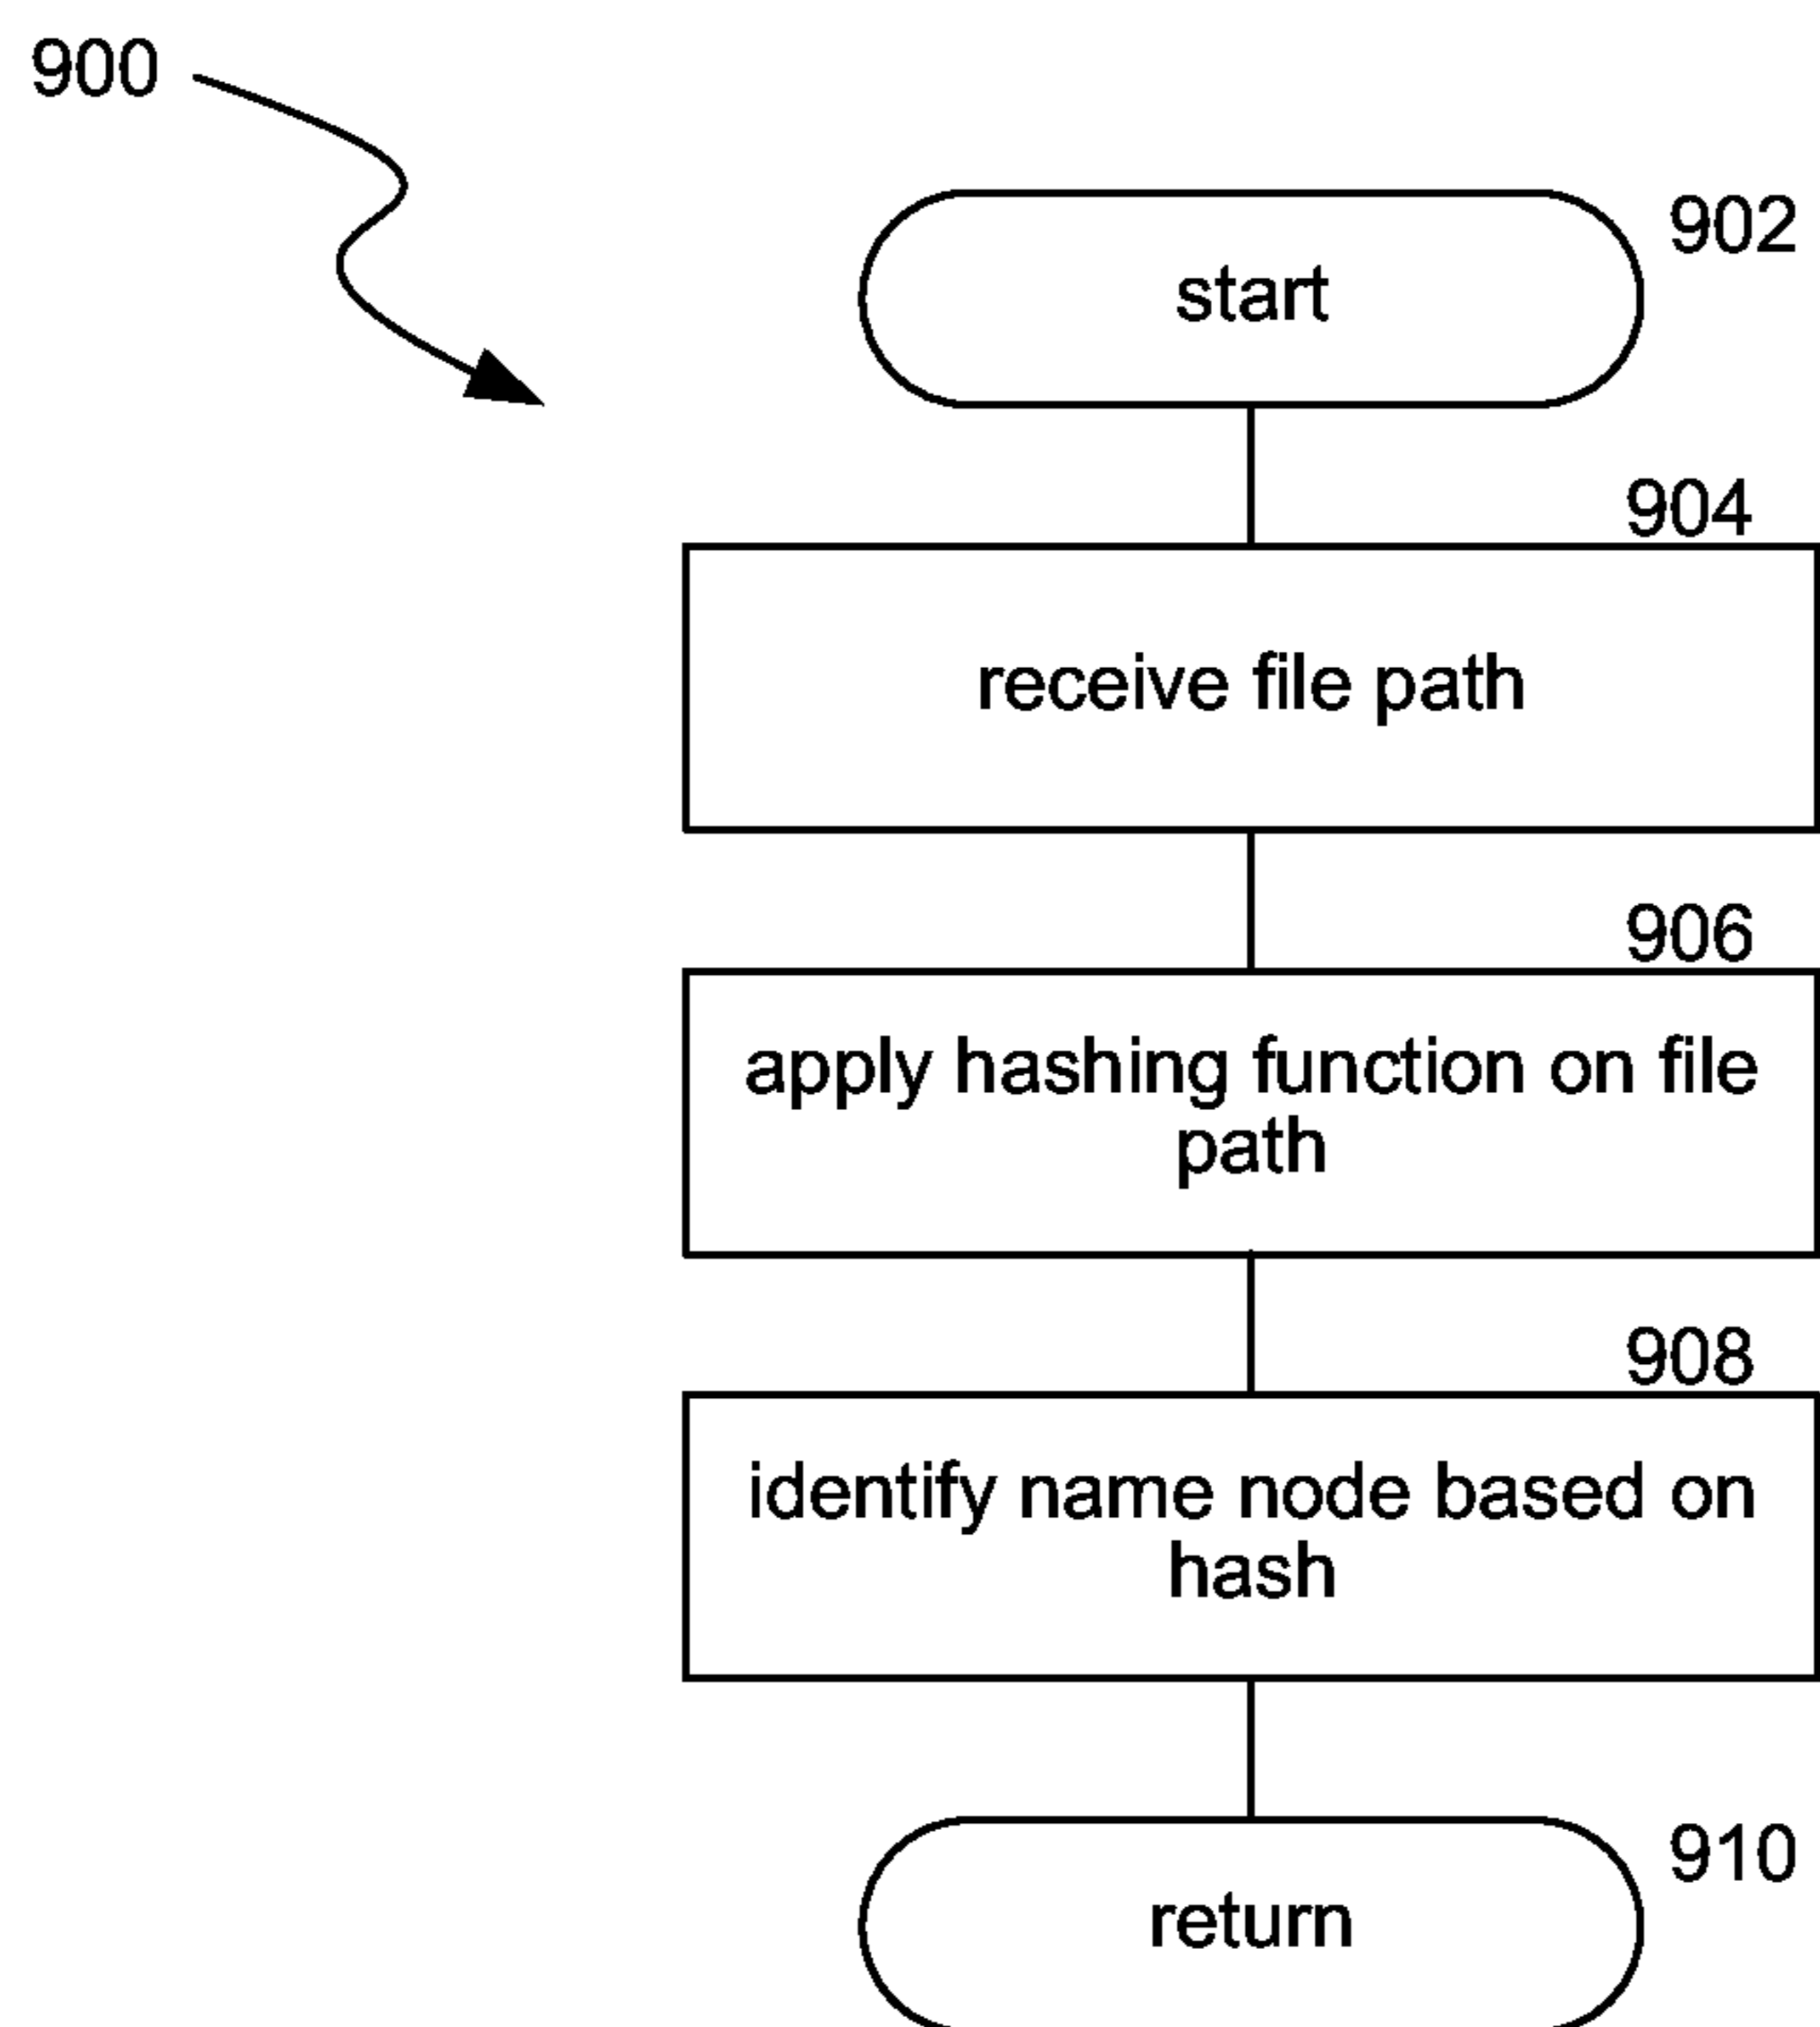 900
902
start
904
receive file path
906
apply hashing function on file
path
908
identify name node based on
hash
910
return